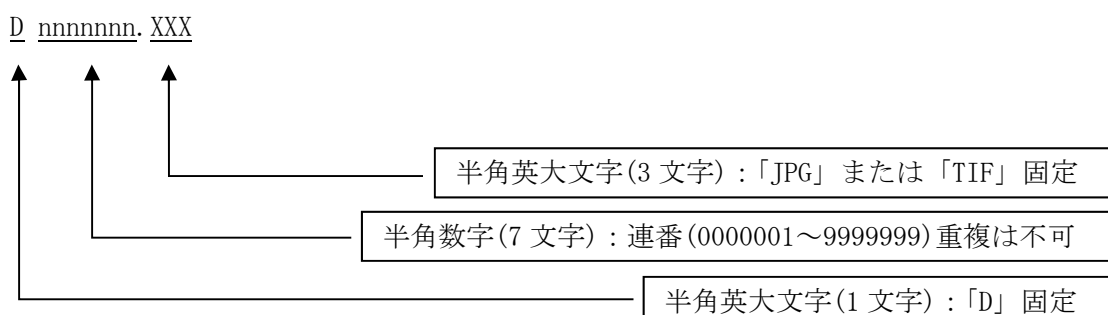 D nnnnnnn.XXX
半角英大文字(3 文字)：「JPG」または「TIF」固定
半角数字(7 文字)：連番(0000001～9999999)重複は不可
半角英大文字(1 文字)：「D」固定